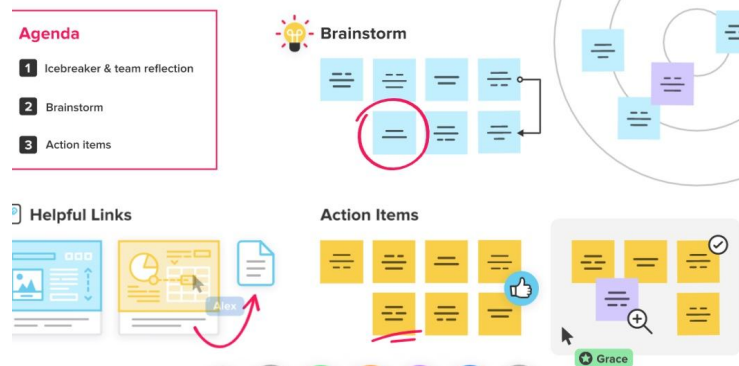 Agenda
1 Icebreaker & team reflection
2 Brainstorm
3 Action items
Brainstorm
Helpful Links
Alex
Action Items
Grace